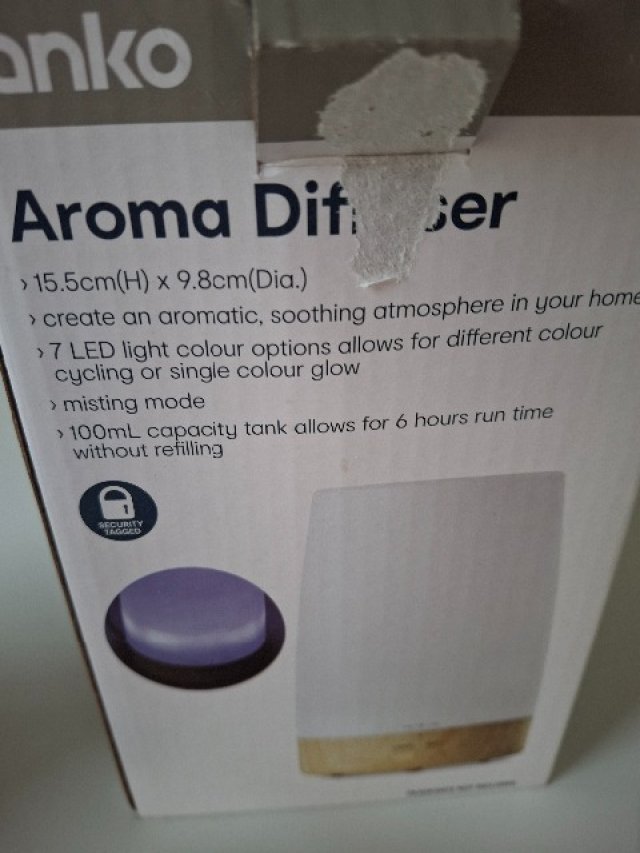 anko
Aroma Dif ser
› 15.5cm(H) x 9.8cm(Dia.)
› create an aromatic, soothing atmosphere in your home
› 7 LED light colour options allows for different colour
cycling or single colour glow
› misting mode
› 100mL capacity tank allows for 6 hours run time
without refilling
SECURITY
TAGGED